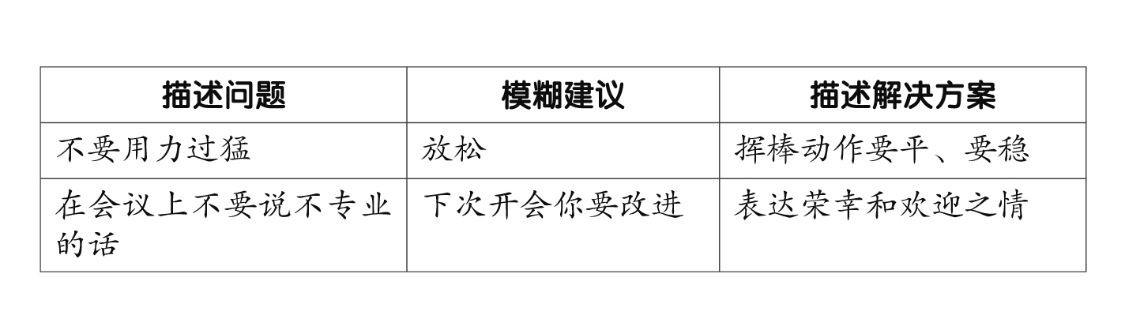 描述问题 模糊建议 描述解决方案
不要用力过猛 放松 挥棒动作要平、要稳
在会议上不要说不专业 下次开会你要改进 表达荣幸和欢迎之情
的话